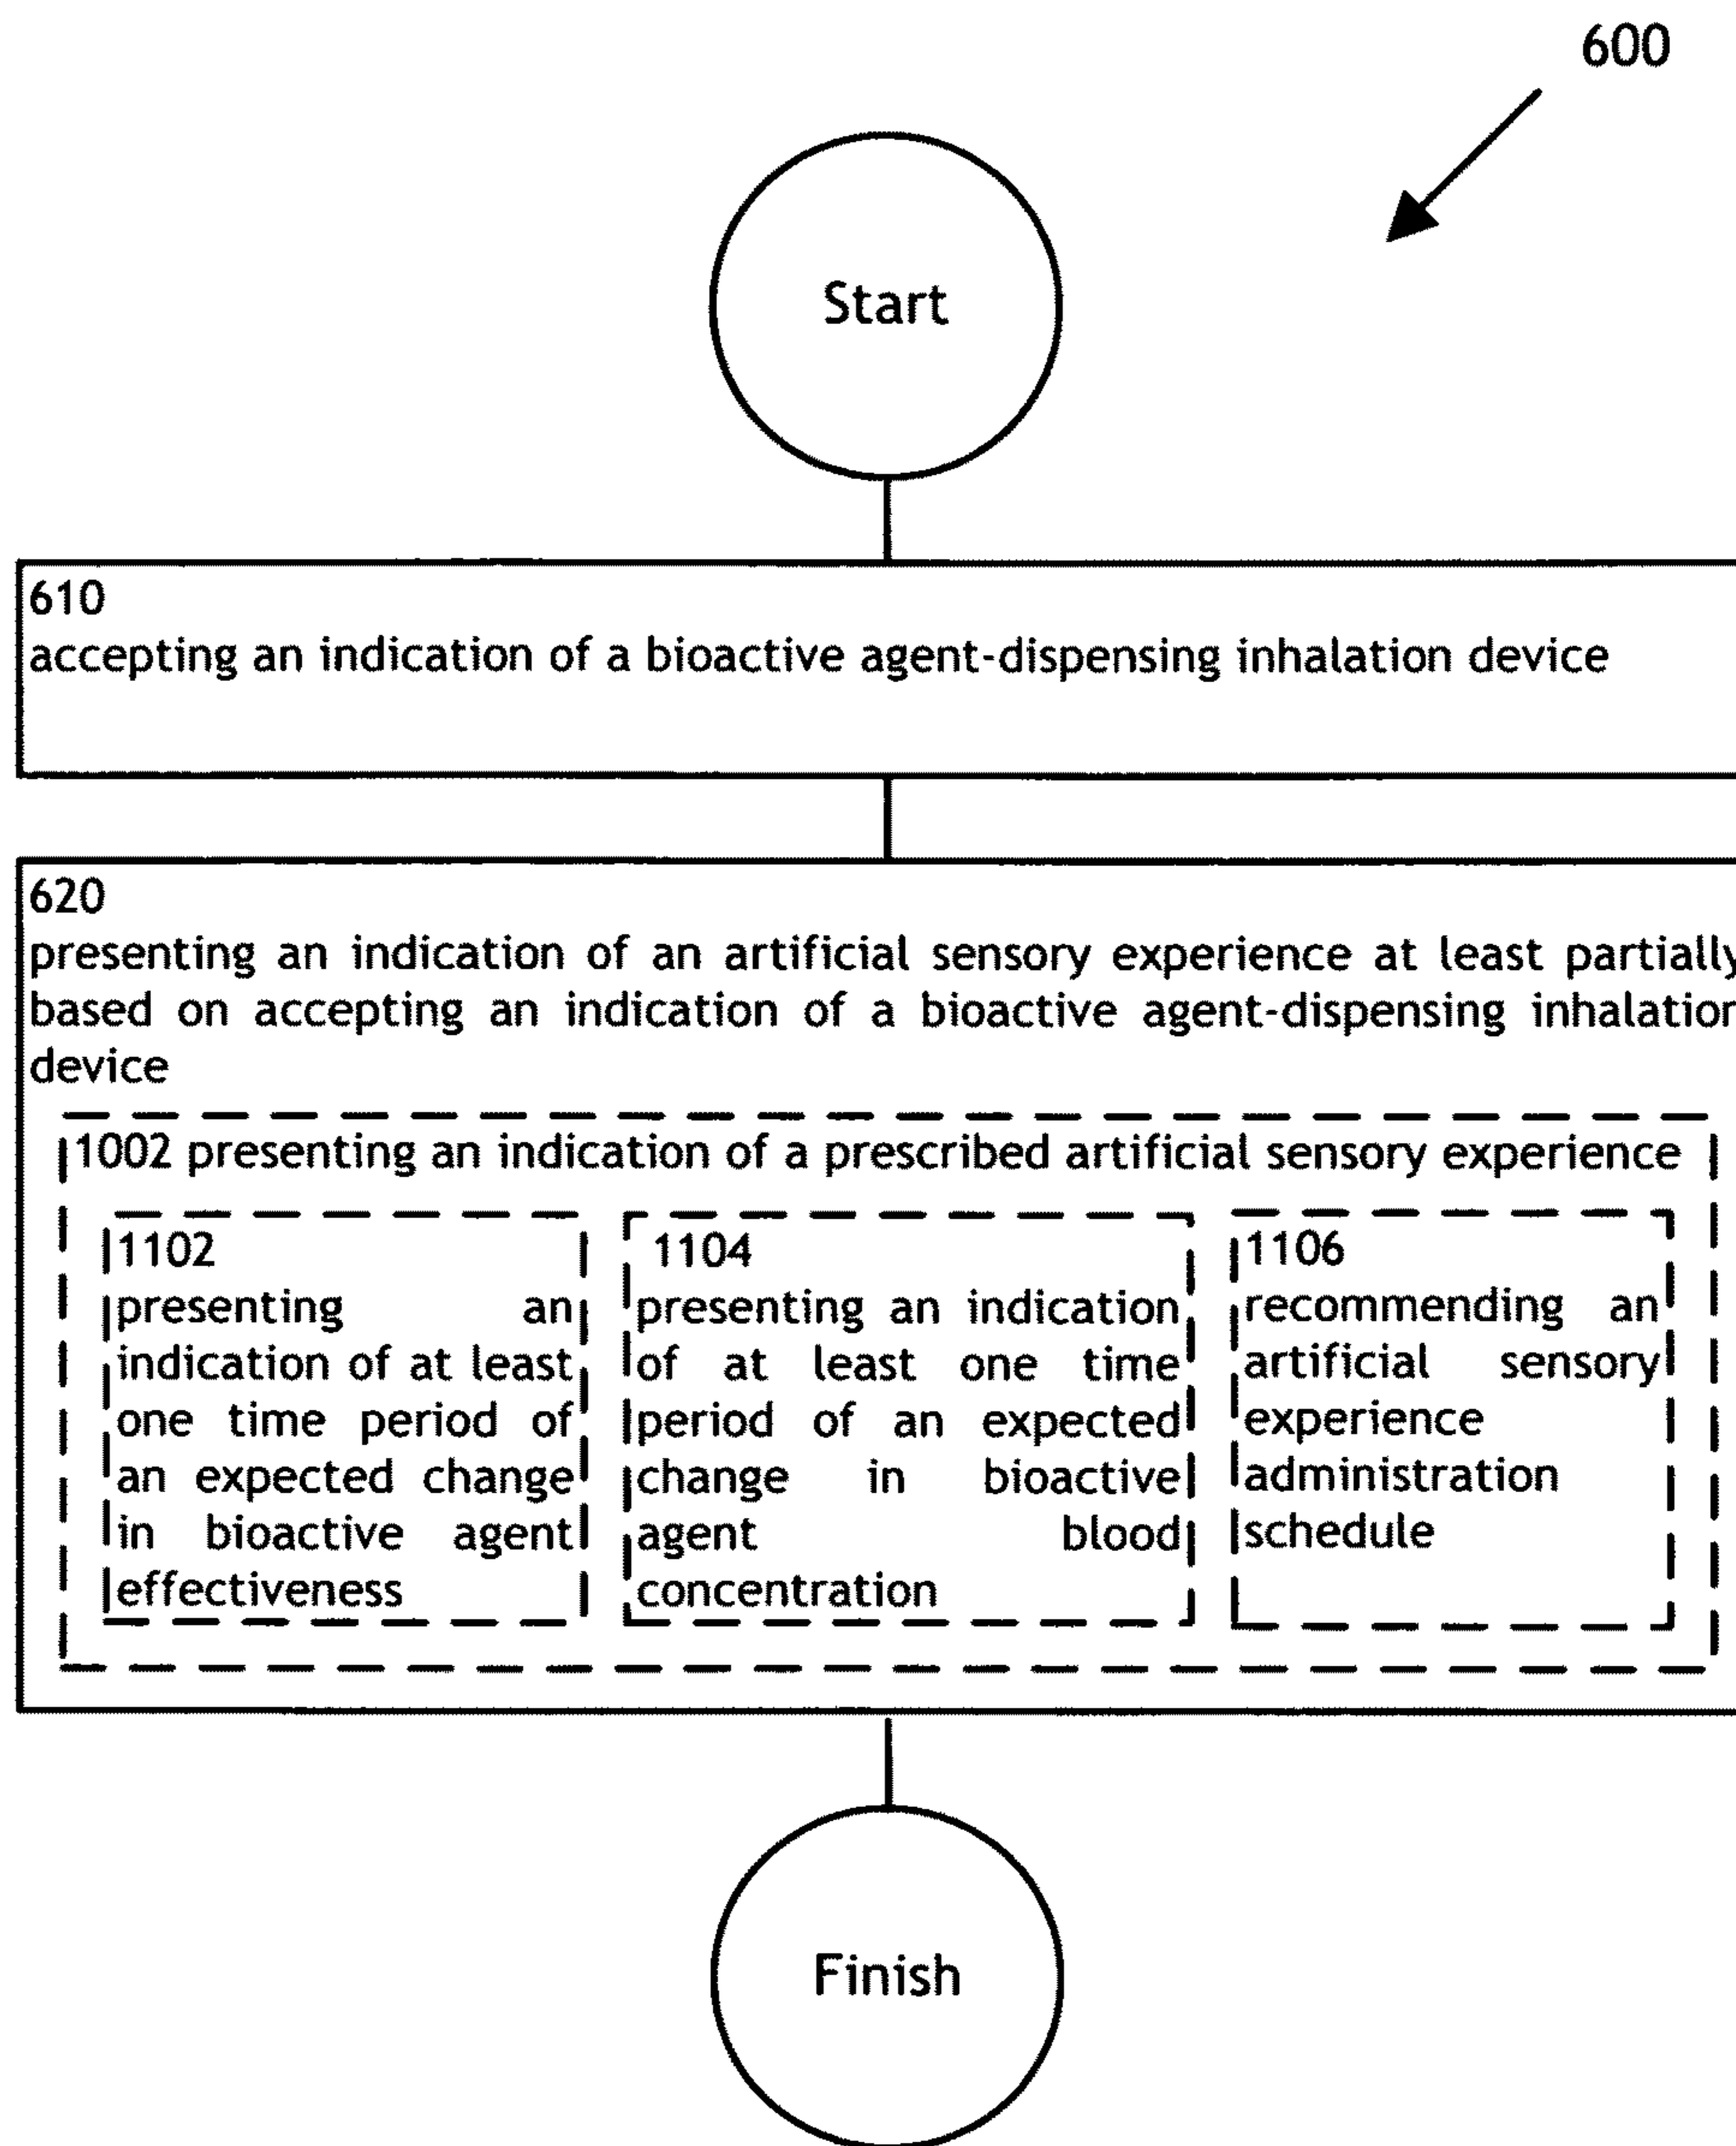 600
Start
610
accepting an indication of a bioactive agent-dispensing inhalation device
620
presenting an indication of an artificial sensory experience at least partially
based on accepting an indication of a bioactive agent-dispensing inhalation
device
1002 presenting an indication of a prescribed artificial sensory experience
1102
presenting an
indication of at least
one time period of
an expected change
in bioactive agent
effectiveness
1104
presenting an indication
of at least one time
period of an expected
change in bioactive
agent blood
concentration
1106
recommending an
artificial sensory
experience
administration
schedule
Finish